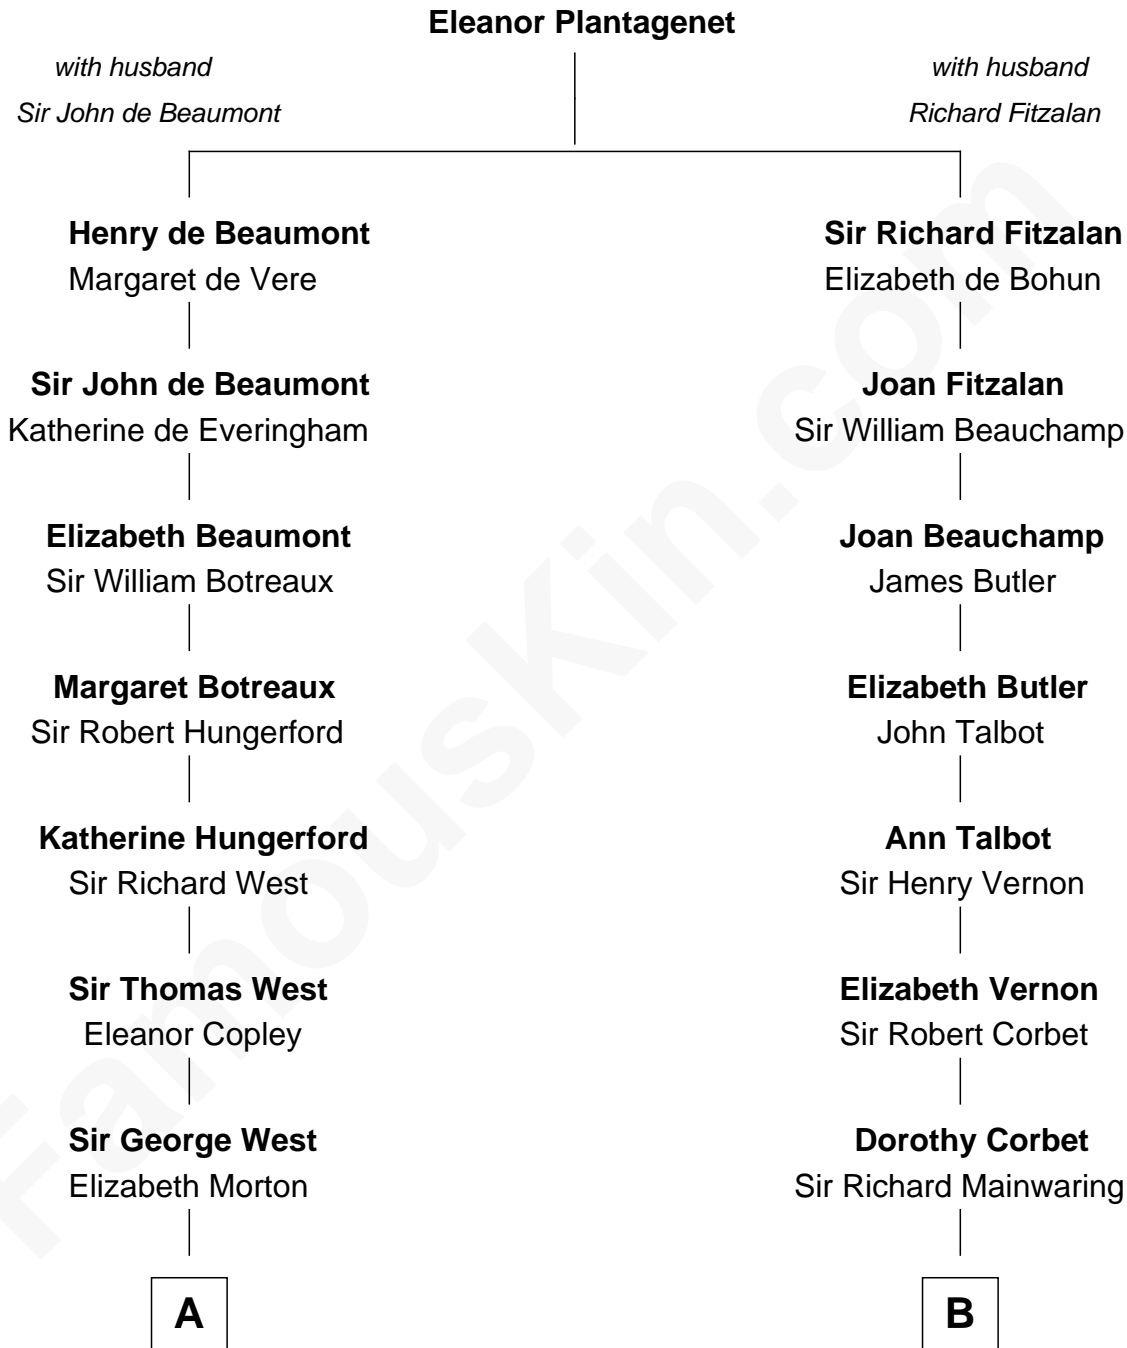 Eleanor Plantagenet
with husband
Sir John de Beaumont
with husband
Richard Fitzalan
Henry de Beaumont
Margaret de Vere
Sir Richard Fitzalan
Elizabeth de Bohun
Sir John de Beaumont
Katherine de Everingham
Joan Fitzalan
Sir William Beauchamp
Elizabeth Beaumont
Sir William Botreaux
Joan Beauchamp
James Butler
Margaret Botreaux
Sir Robert Hungerford
Elizabeth Butler
John Talbot
Katherine Hungerford
Sir Richard West
Ann Talbot
Sir Henry Vernon
Sir Thomas West
Eleanor Copley
Elizabeth Vernon
Sir Robert Corbet
Sir George West
Elizabeth Morton
Dorothy Corbet
Sir Richard Mainwaring
A
B
FamousKin.com